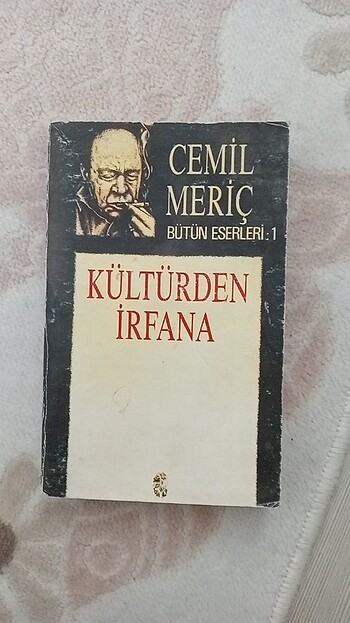 CEMİL
MERİÇ
BÜTÜN ESERLERİ:1
KÜLTÜRDEN
İRFANA